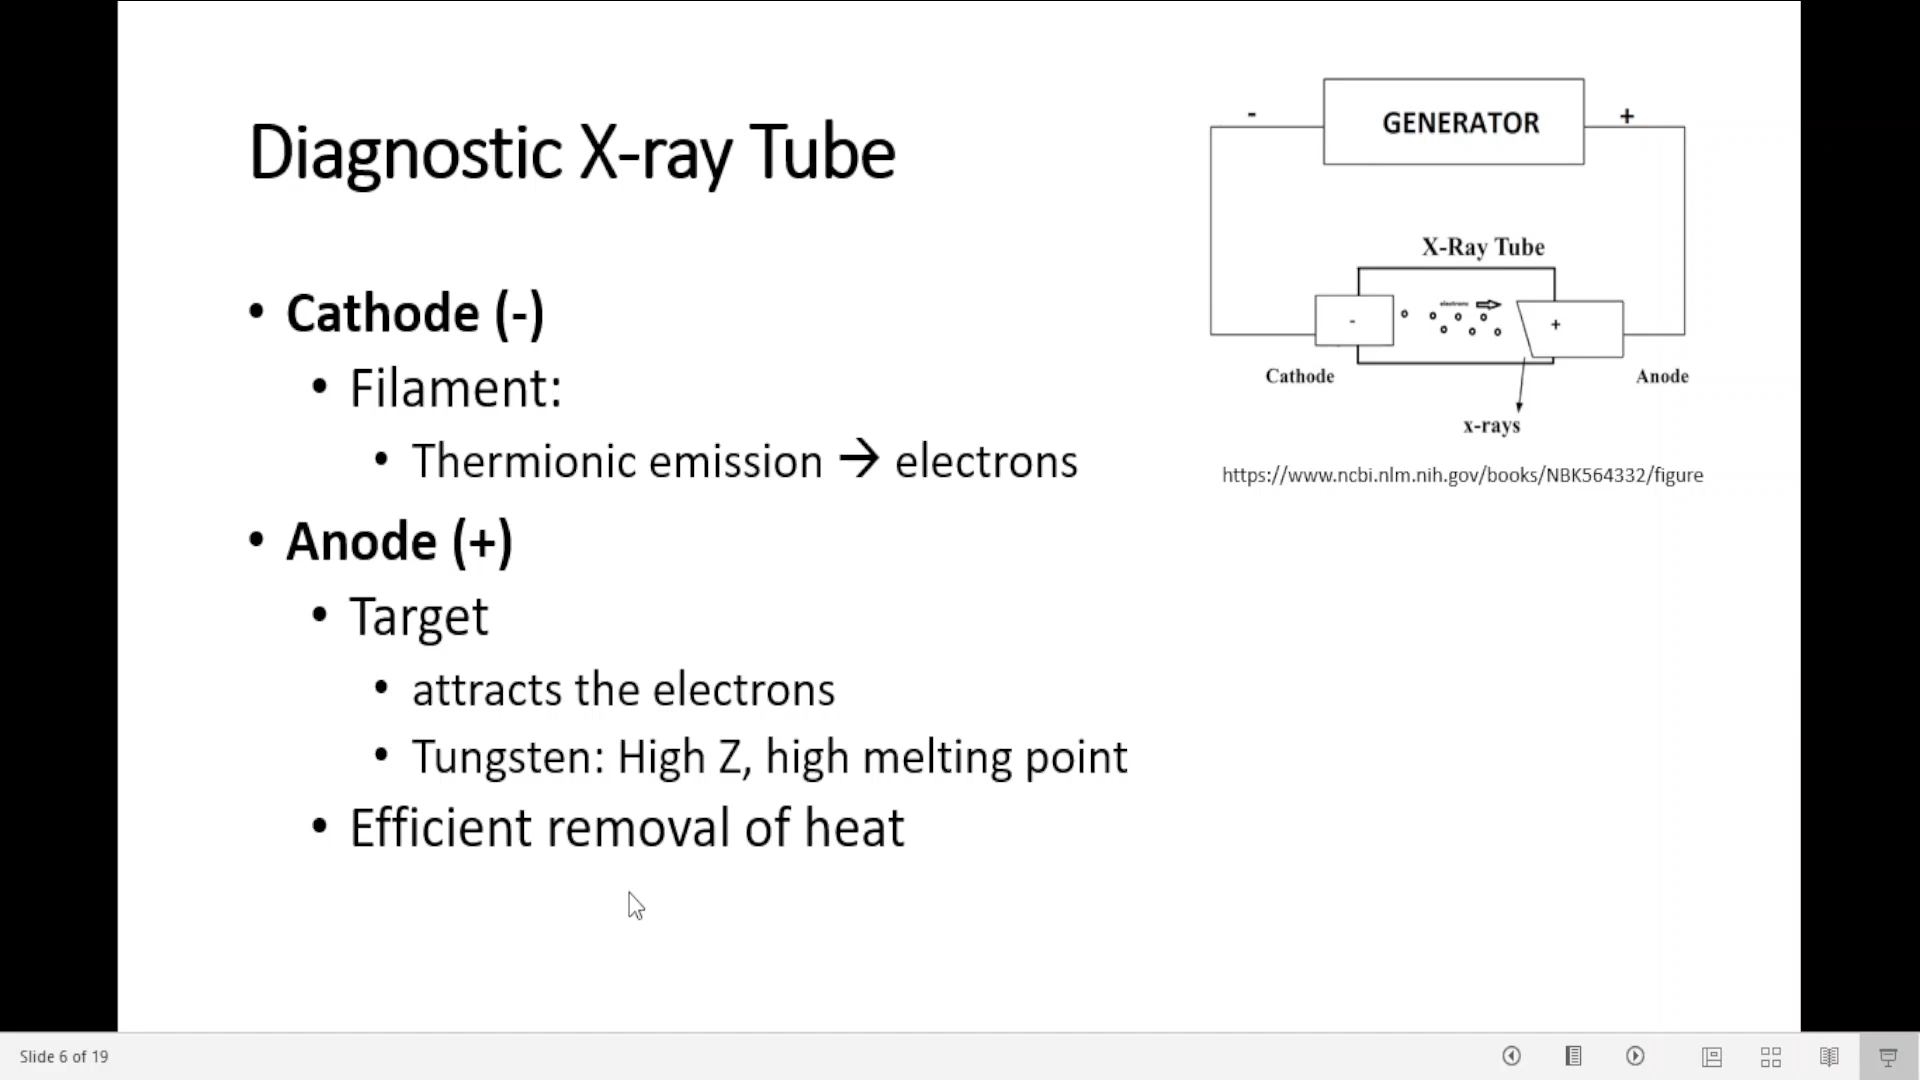 Diagnostic X-ray Tube
• Cathode (-)
• Filament:
• Thermionic emission → electrons
• Anode (+)
• Target
• attracts the electrons
• Tungsten: High Z, high melting point
• Efficient removal of heat
- GENERATOR +
X-Ray Tube
electrons
- +
Cathode Anode
x-rays
https://www.ncbi.nlm.nih.gov/books/NBK564332/figure
Slide 6 of 19